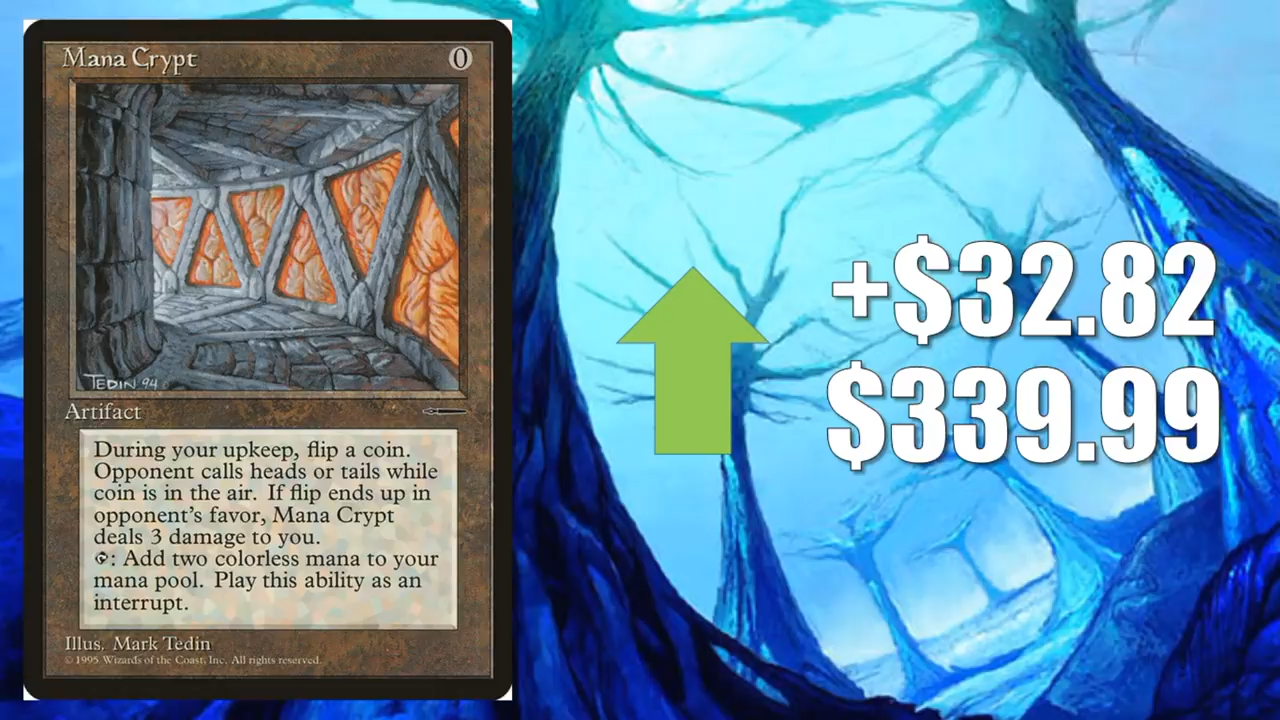 Mana Crypt 0
TEDIN 94
Artifact
During your upkeep, flip a coin.
Opponent calls heads or tails while
coin is in the air. If flip ends up in
opponent's favor, Mana Crypt
deals 3 damage to you.
: Add two colorless mana to your
mana pool. Play this ability as an
interrupt.
Illus. Mark Tedin
© 1995 Wizards of the Coast, Inc. All rights reserved.
+$32.82
$339.99